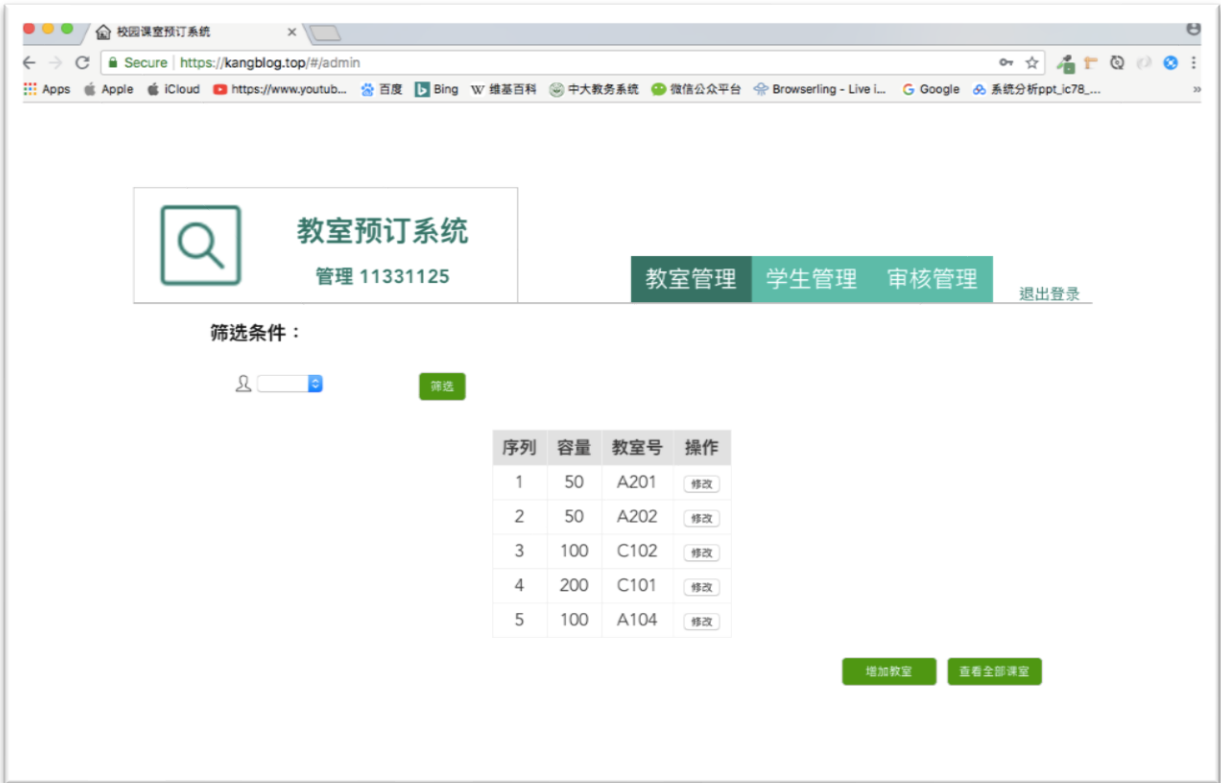 校园课室预订系统
Secure | https://kangblog.top/#/admin
Apps Apple iCloud https://www.youtub... 百度 Bing 维基百科 中大教务系统 微信公众平台 Browserling - Live i... Google 系统分析ppt_ic78_...
教室预订系统
管理 11331125
教室管理 学生管理 审核管理 退出登录
筛选条件：
筛选
序列 容量 教室号 操作
1 50 A201 修改
2 50 A202 修改
3 100 C102 修改
4 200 C101 修改
5 100 A104 修改
增加教室 查看全部课室